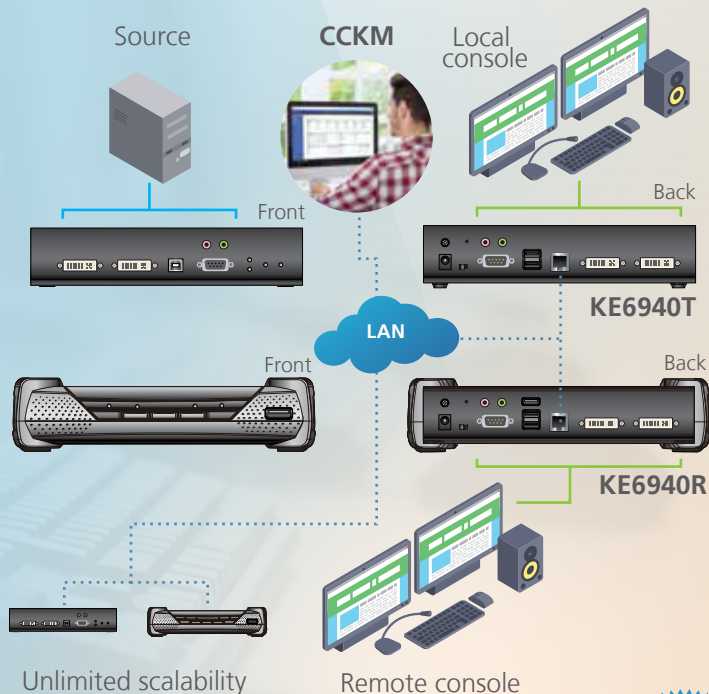 Source
CCKM
Local
console
Front
Back
KE6940T
LAN
Front
Back
KE6940R
Unlimited scalability
Remote console